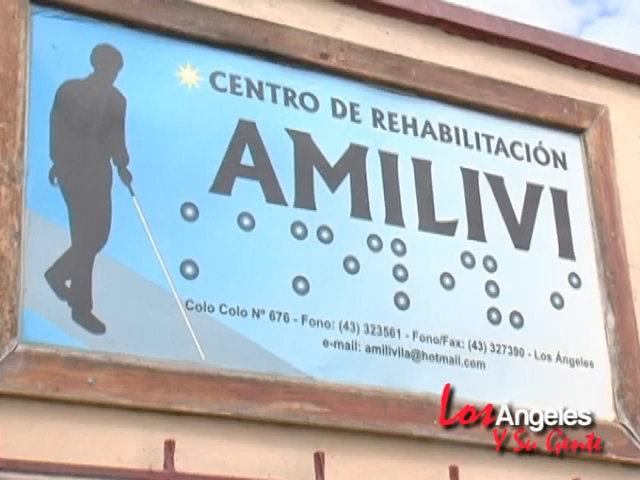 CENTRO DE REHABILITACIÓN
AMILIVI
Colo Colo Nº 676 - Fono: (43) 323561 - Fono/Fax: (43) 327390 - Los Ángeles
e-mail: amilivila@hotmail.com
Los Angeles
Y Su Gente